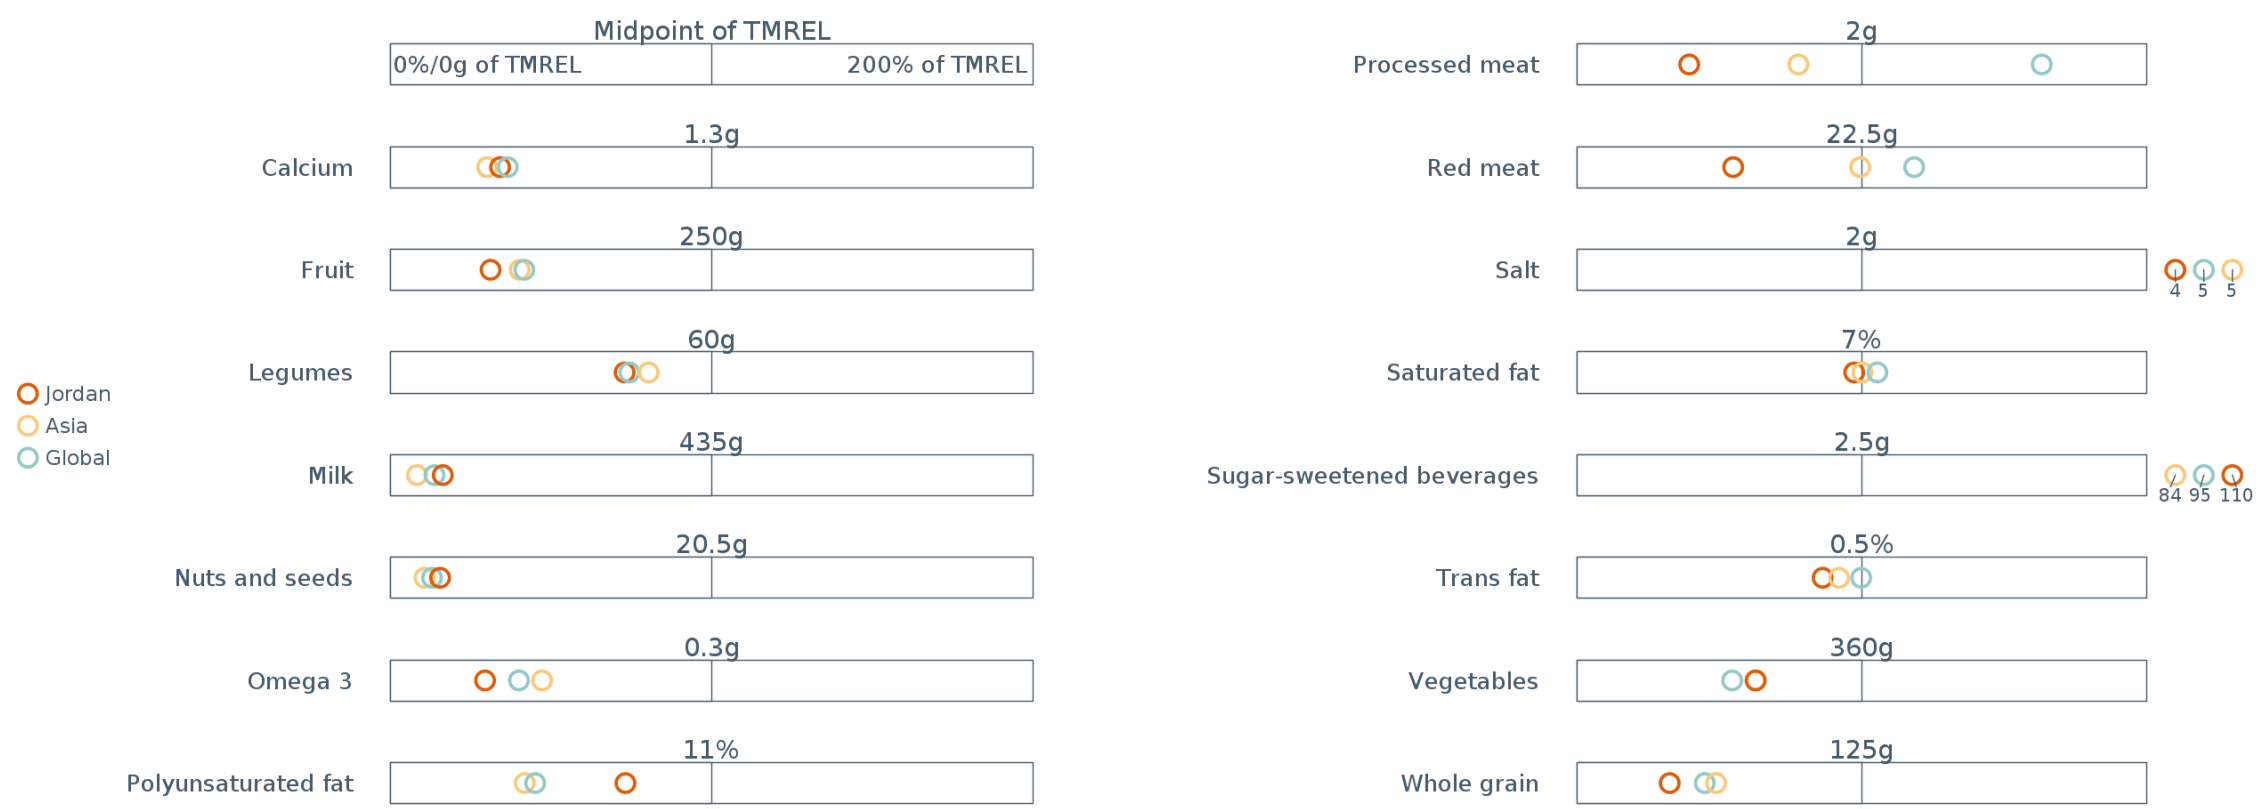 Midpoint of TMREL
0%/0g of TMREL
200% of TMREL
1.3g
Calcium
250g
Fruit
60g
Legumes
435g
Milk
20.5g
Nuts and seeds
0.3g
Omega 3
11%
Polyunsaturated fat
Jordan
Asia
Global
2g
Processed meat
22.5g
Red meat
2g
Salt
4 5 5
7%
Saturated fat
2.5g
Sugar-sweetened beverages
84 95 110
0.5%
Trans fat
360g
Vegetables
125g
Whole grain